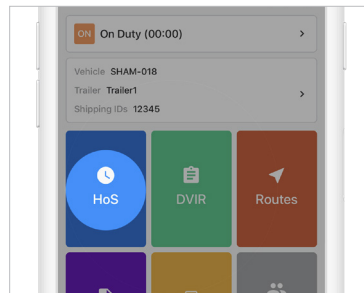 ON On Duty (00:00)
Vehicle SHAM-018
Trailer Trailer1
Shipping IDs 12345
HoS DVIR Routes